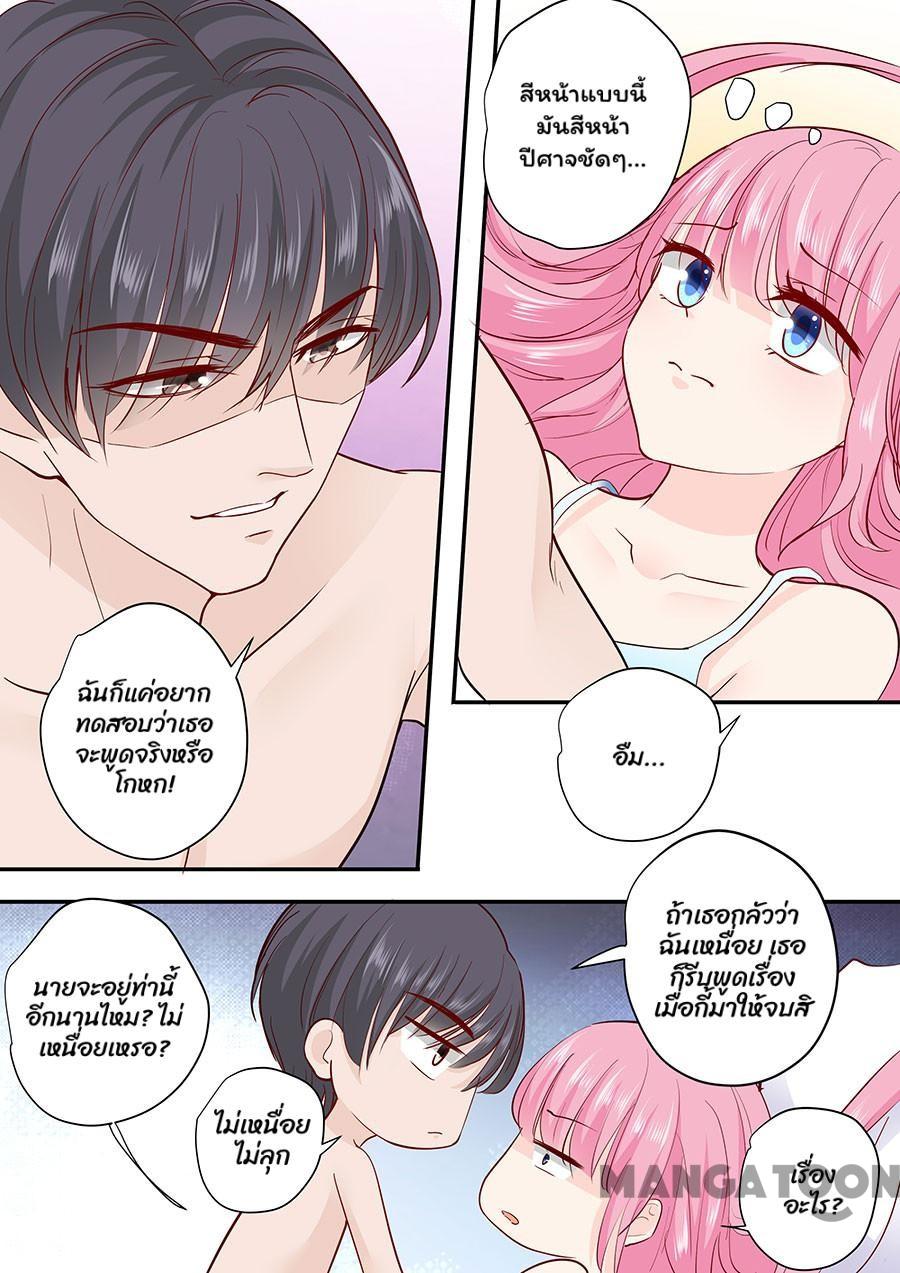 สีหน้าแบบนี้
มันสีหน้า
ปีศาจชัดๆ...
ฉันก็แค่อยาก
ทดสอบว่าเธอ
จะพูดจริงหรือ
โกหก!
อืม...
ถ้าเธอกลัวว่า
ฉันเหนื่อย เธอ
ก็รีบพูดเรื่อง
เมื่อกี้มาให้จบสิ
นายจะอยู่ท่านี้
อีกนานไหม? ไม่
เหนื่อยเหรอ?
ไม่เหนื่อย
ไม่ลุก
เรื่อง
อะไร?
MANGATOON